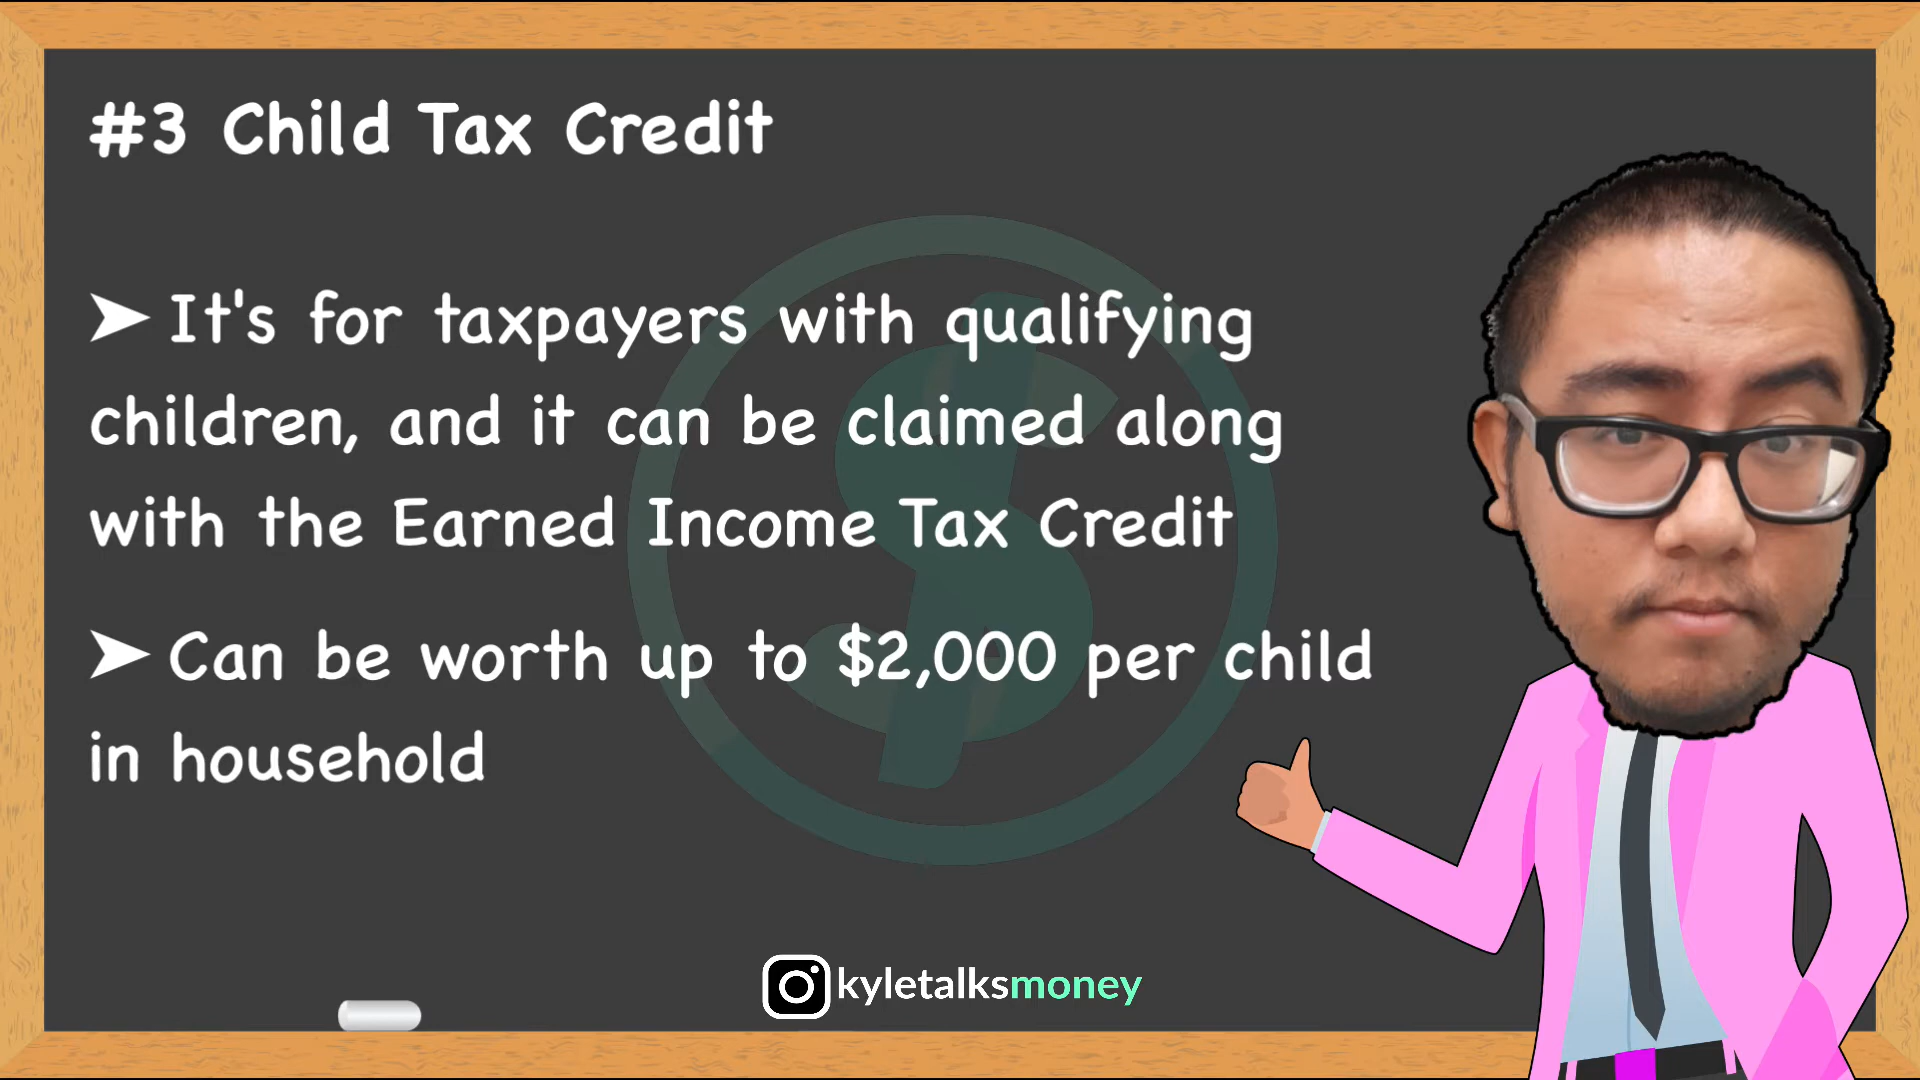 #3 Child Tax Credit
➤ It's for taxpayers with qualifying
children, and it can be claimed along
with the Earned Income Tax Credit
➤ Can be worth up to $2,000 per child
in household
kyletalksmoney